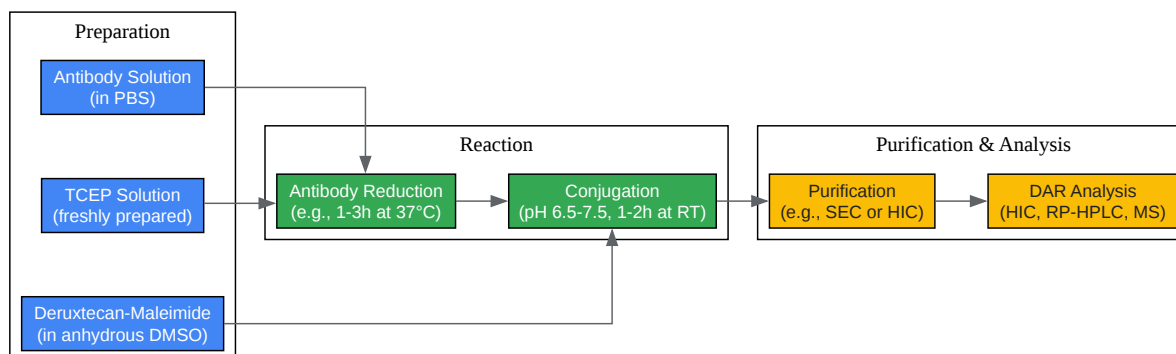 Preparation
Antibody Solution
(in PBS)
TCEP Solution
(freshly prepared)
Deruxtecan-Maleimide
(in anhydrous DMSO)
Reaction
Antibody Reduction
(e.g., 1-3h at 37°C)
Conjugation
(pH 6.5-7.5, 1-2h at RT)
Purification & Analysis
Purification
(e.g., SEC or HIC)
DAR Analysis
(HIC, RP-HPLC, MS)